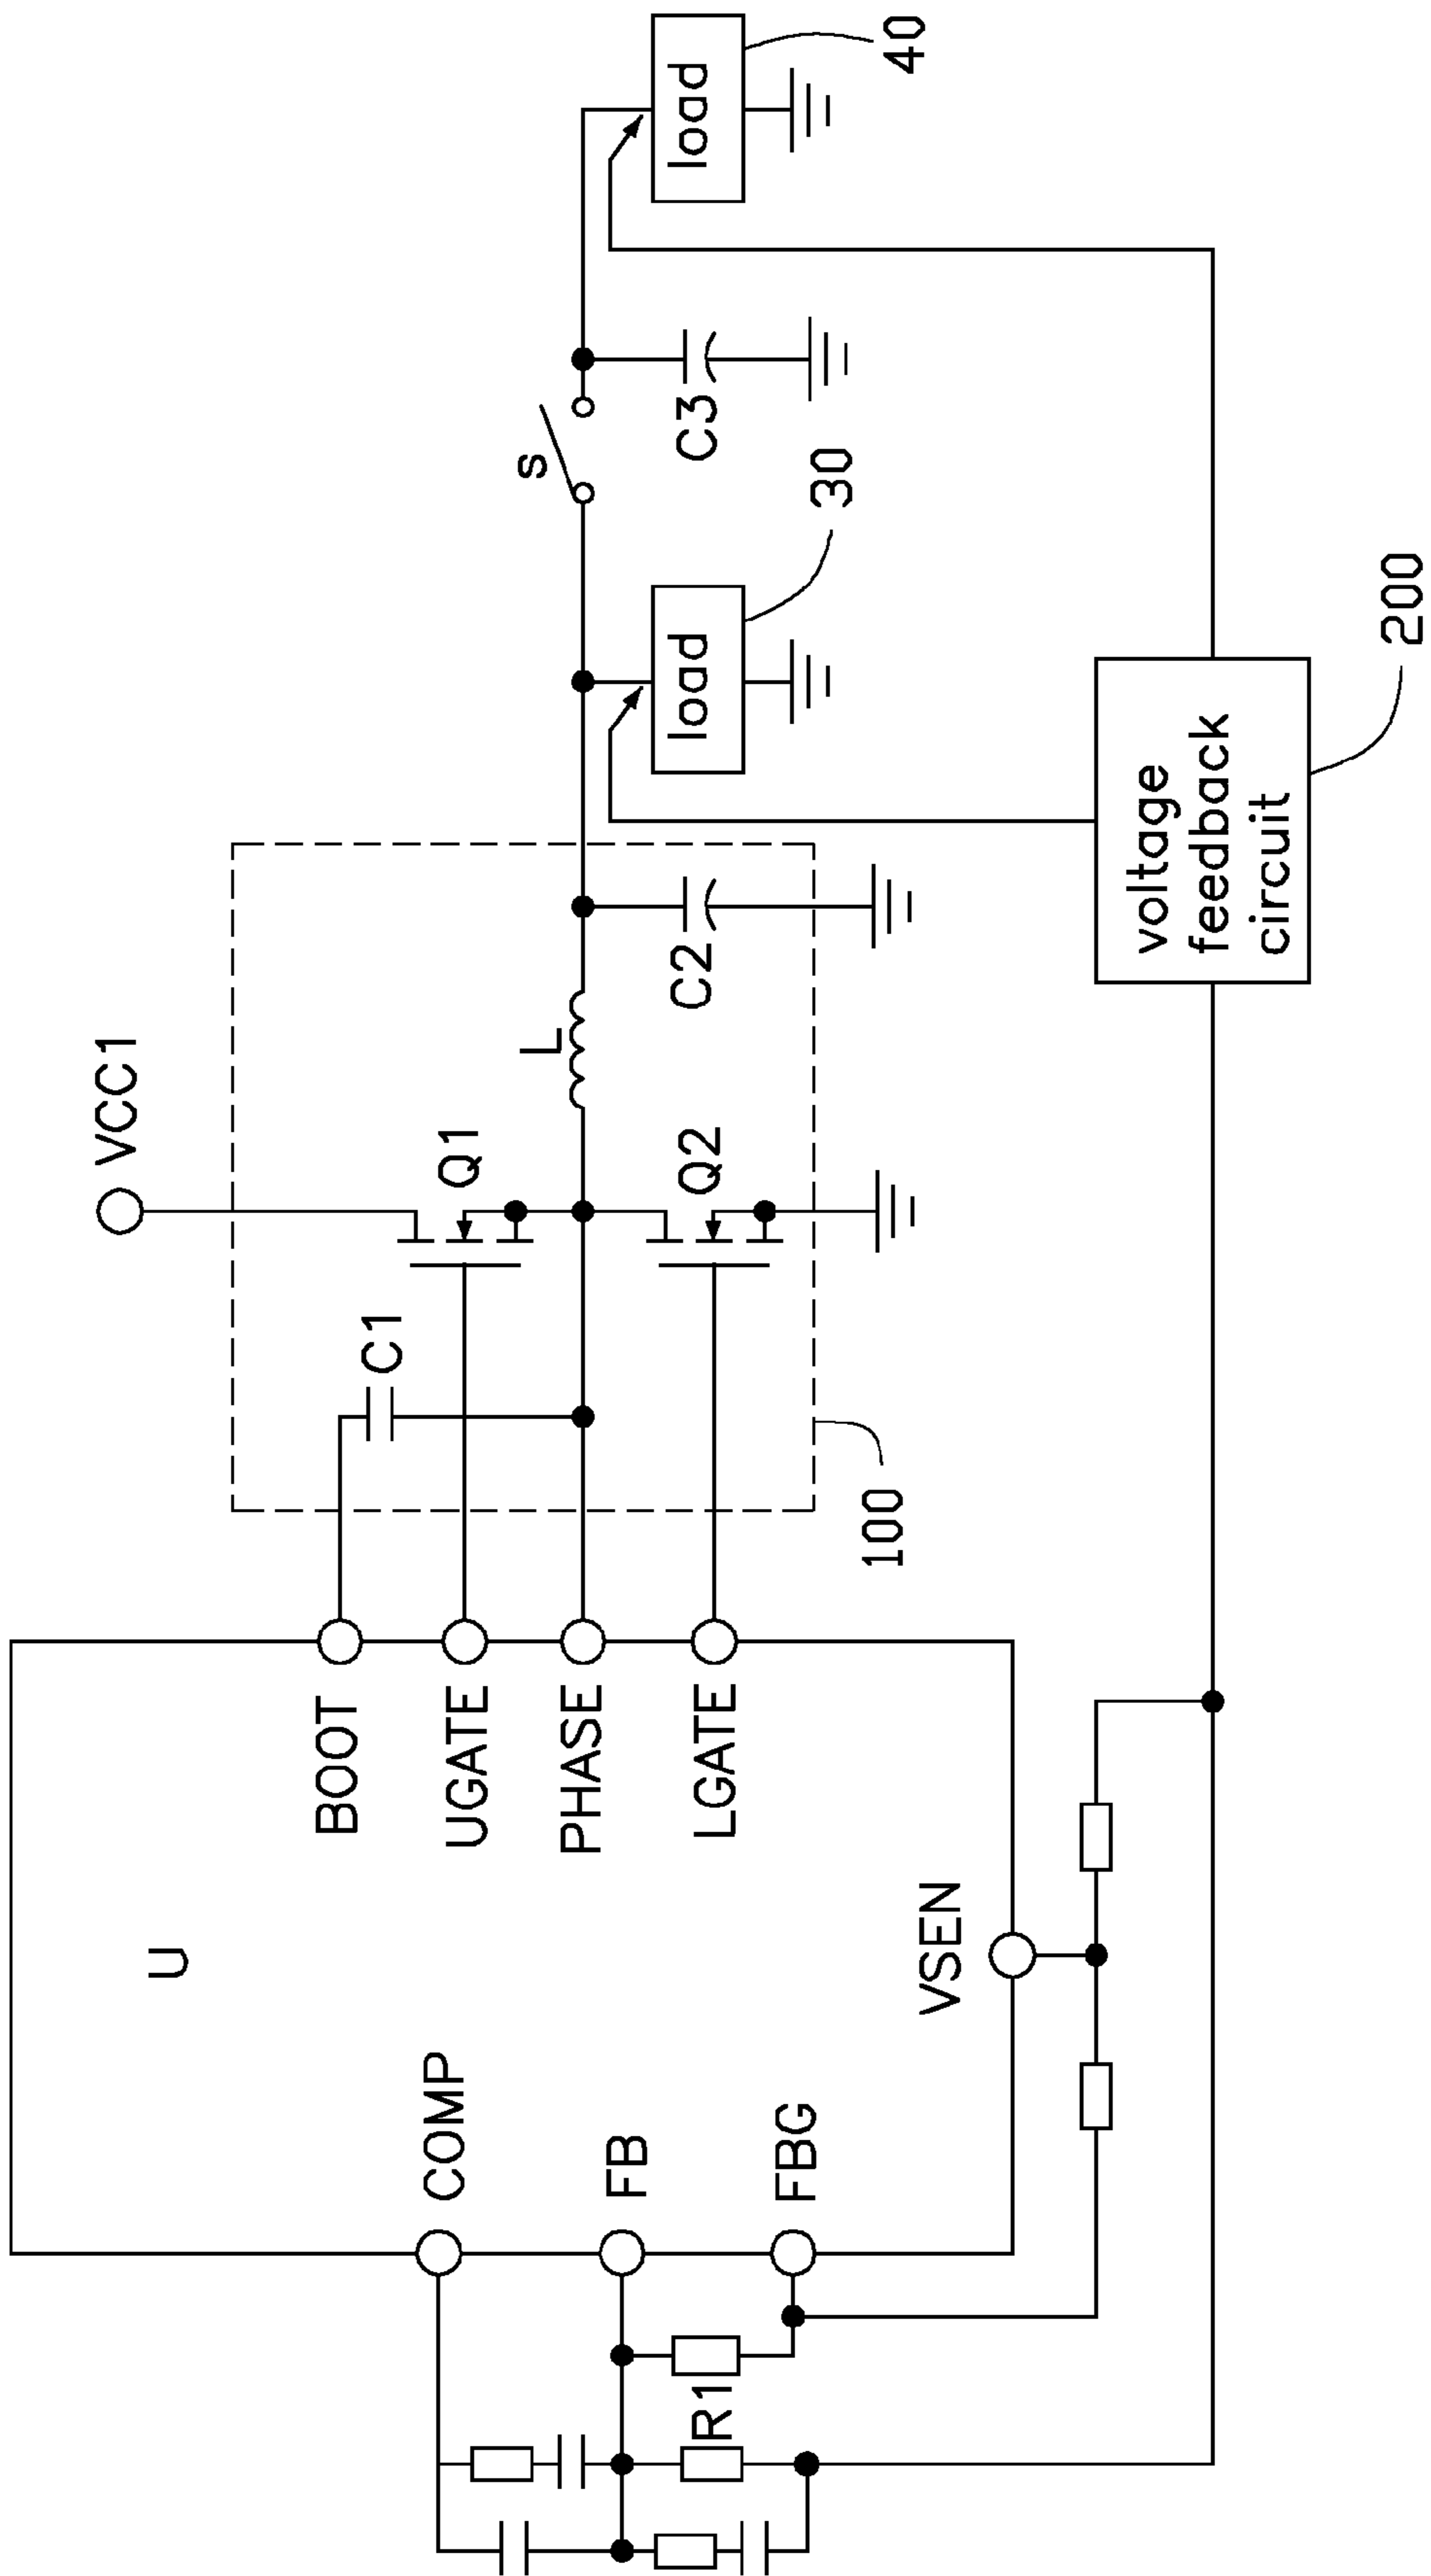 VCC1
U
BOOT
C1
Q1
L
s
COMP
UGATE
PHASE
Q2
C2
load
C3
load
FB
LGATE
30
40
FBG
100
R1
VSEN
voltage
feedback
circuit
200